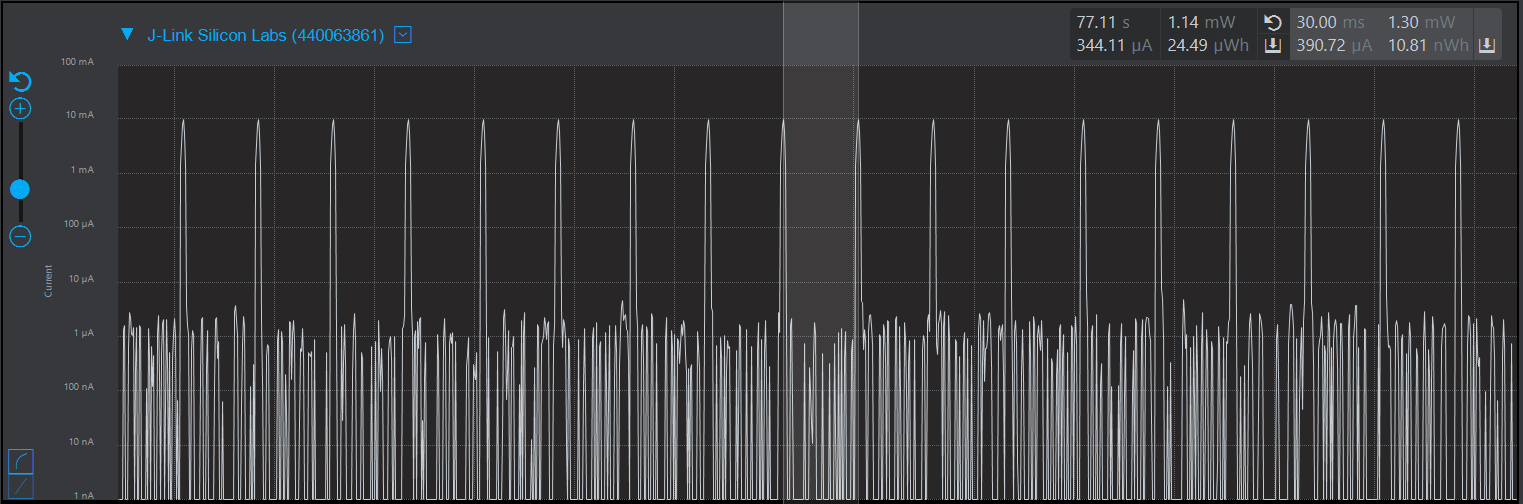 J-Link Silicon Labs (440063861)
77.11 s 1.14 mW 30.00 ms 1.30 mW
344.11 µA 24.49 µWh 390.72 µA 10.81 nWh
100 mA
10 mA
1 mA
100 µA
10 µA
1 µA
100 nA
10 nA
1 nA
Current